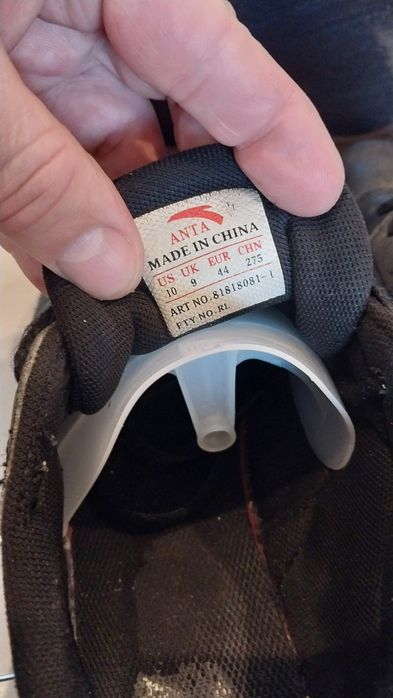 ANTA
MADE IN CHINA
US UK EUR CHN
10 9 44 275
ART NO.81818081-1
FTY NO.RL